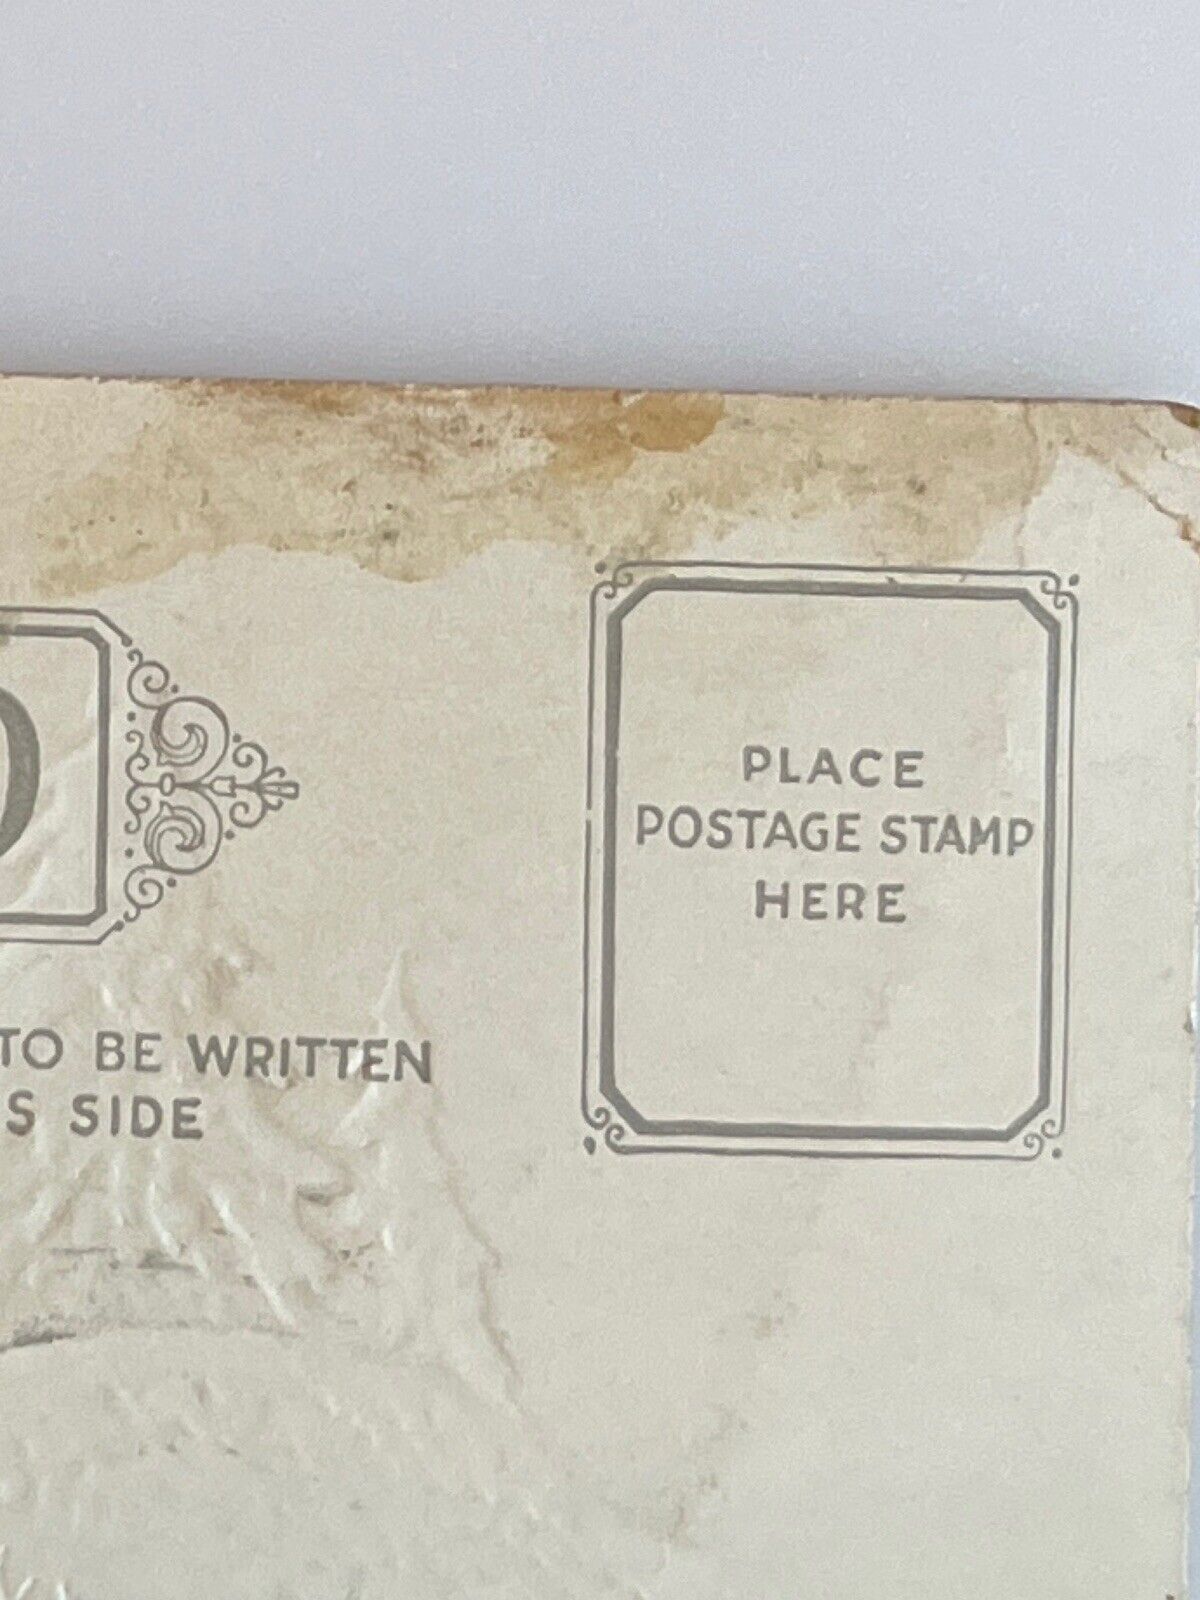 D
PLACE
POSTAGE STAMP
HERE
TO BE WRITTEN
S SIDE